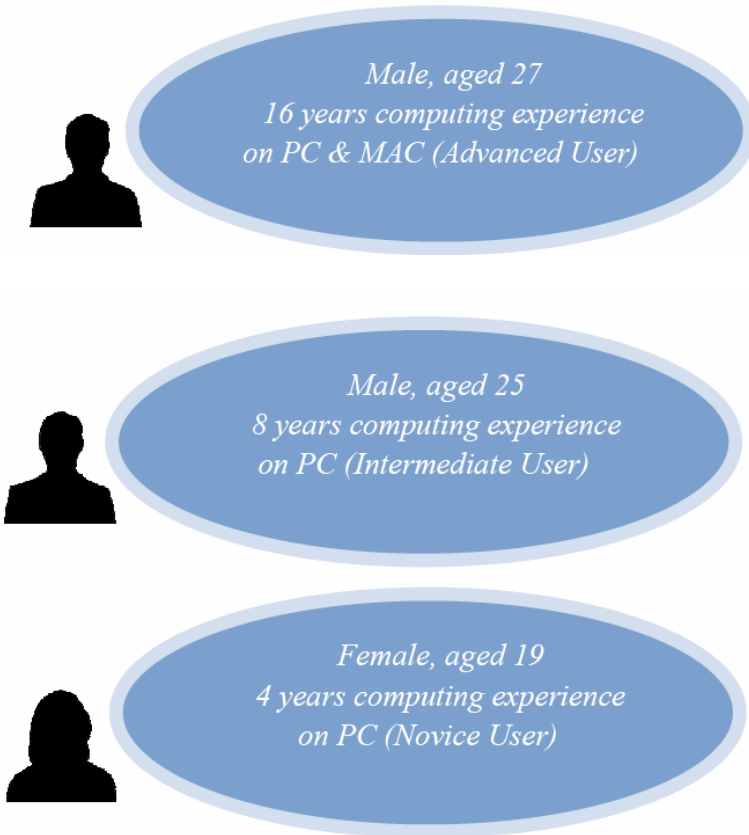 Male, aged 27
16 years computing experience
on PC & MAC (Advanced User)
Male, aged 25
8 years computing experience
on PC (Intermediate User)
Female, aged 19
4 years computing experience
on PC (Novice User)